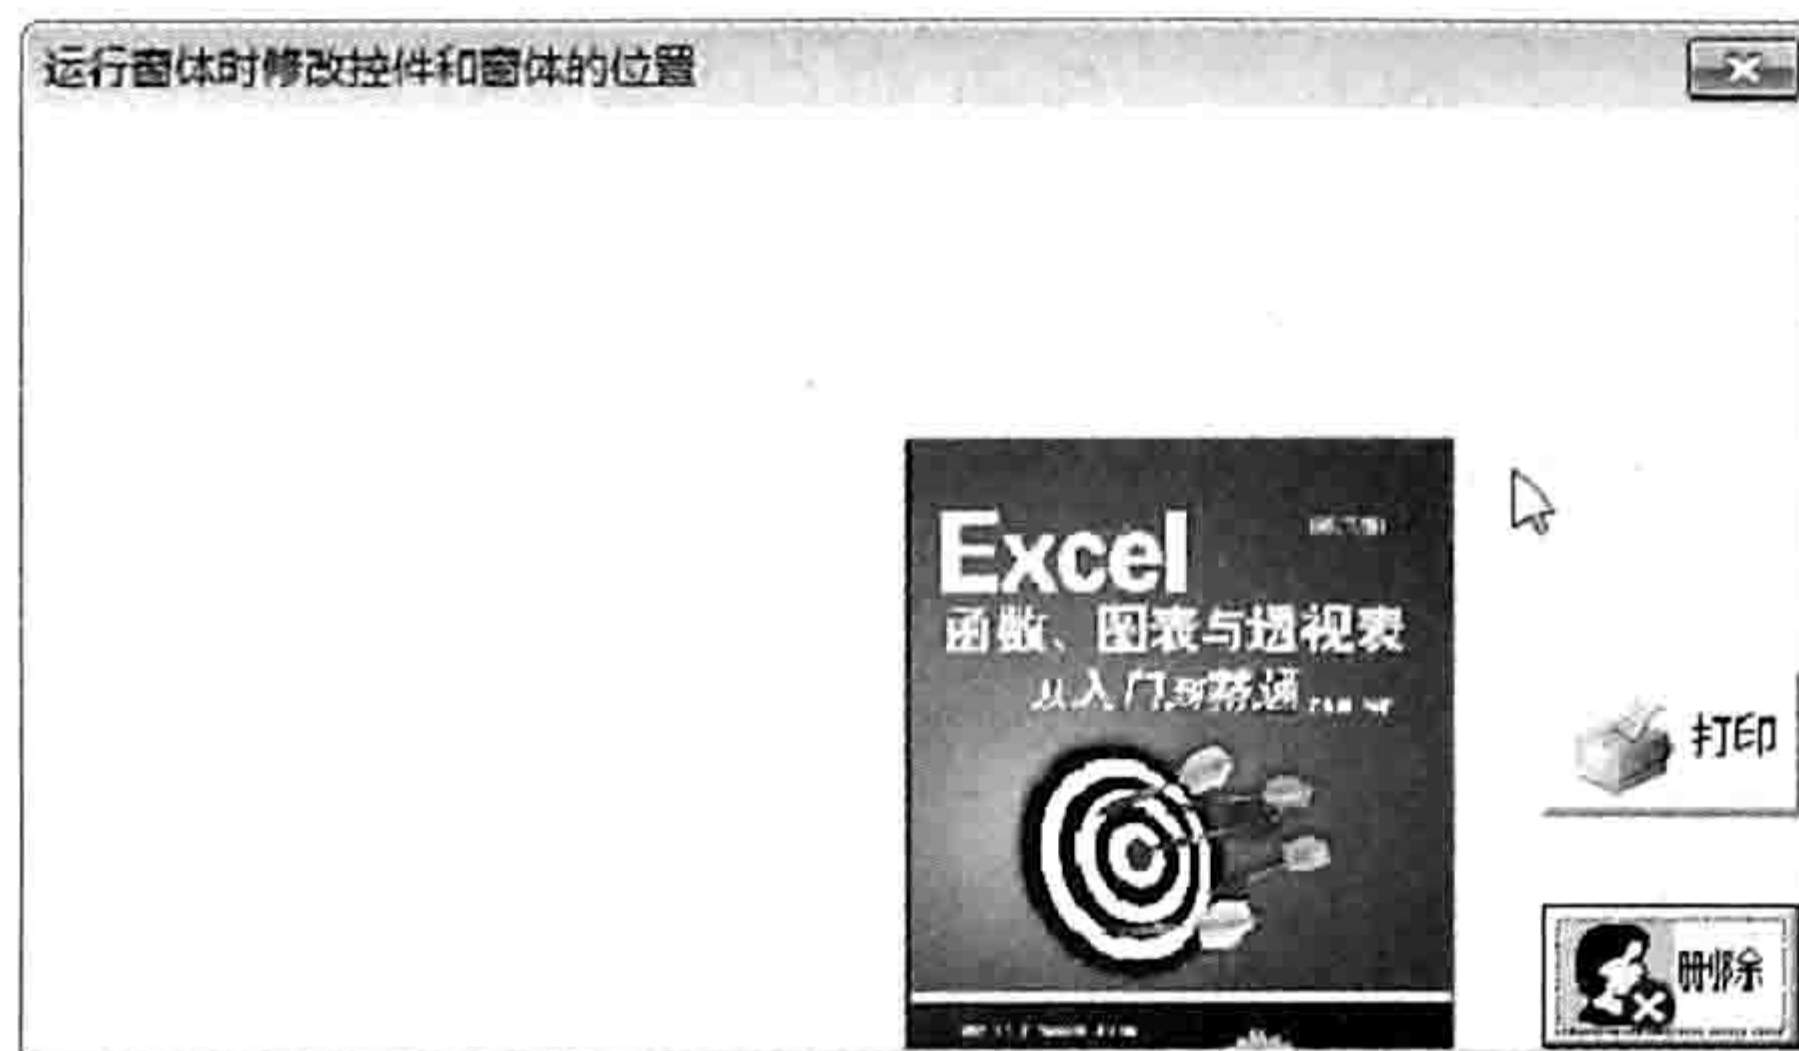 运行窗体时修改控件和窗体的位置
Excel
函数、图表与透视表
从入门到精通
打印
删除